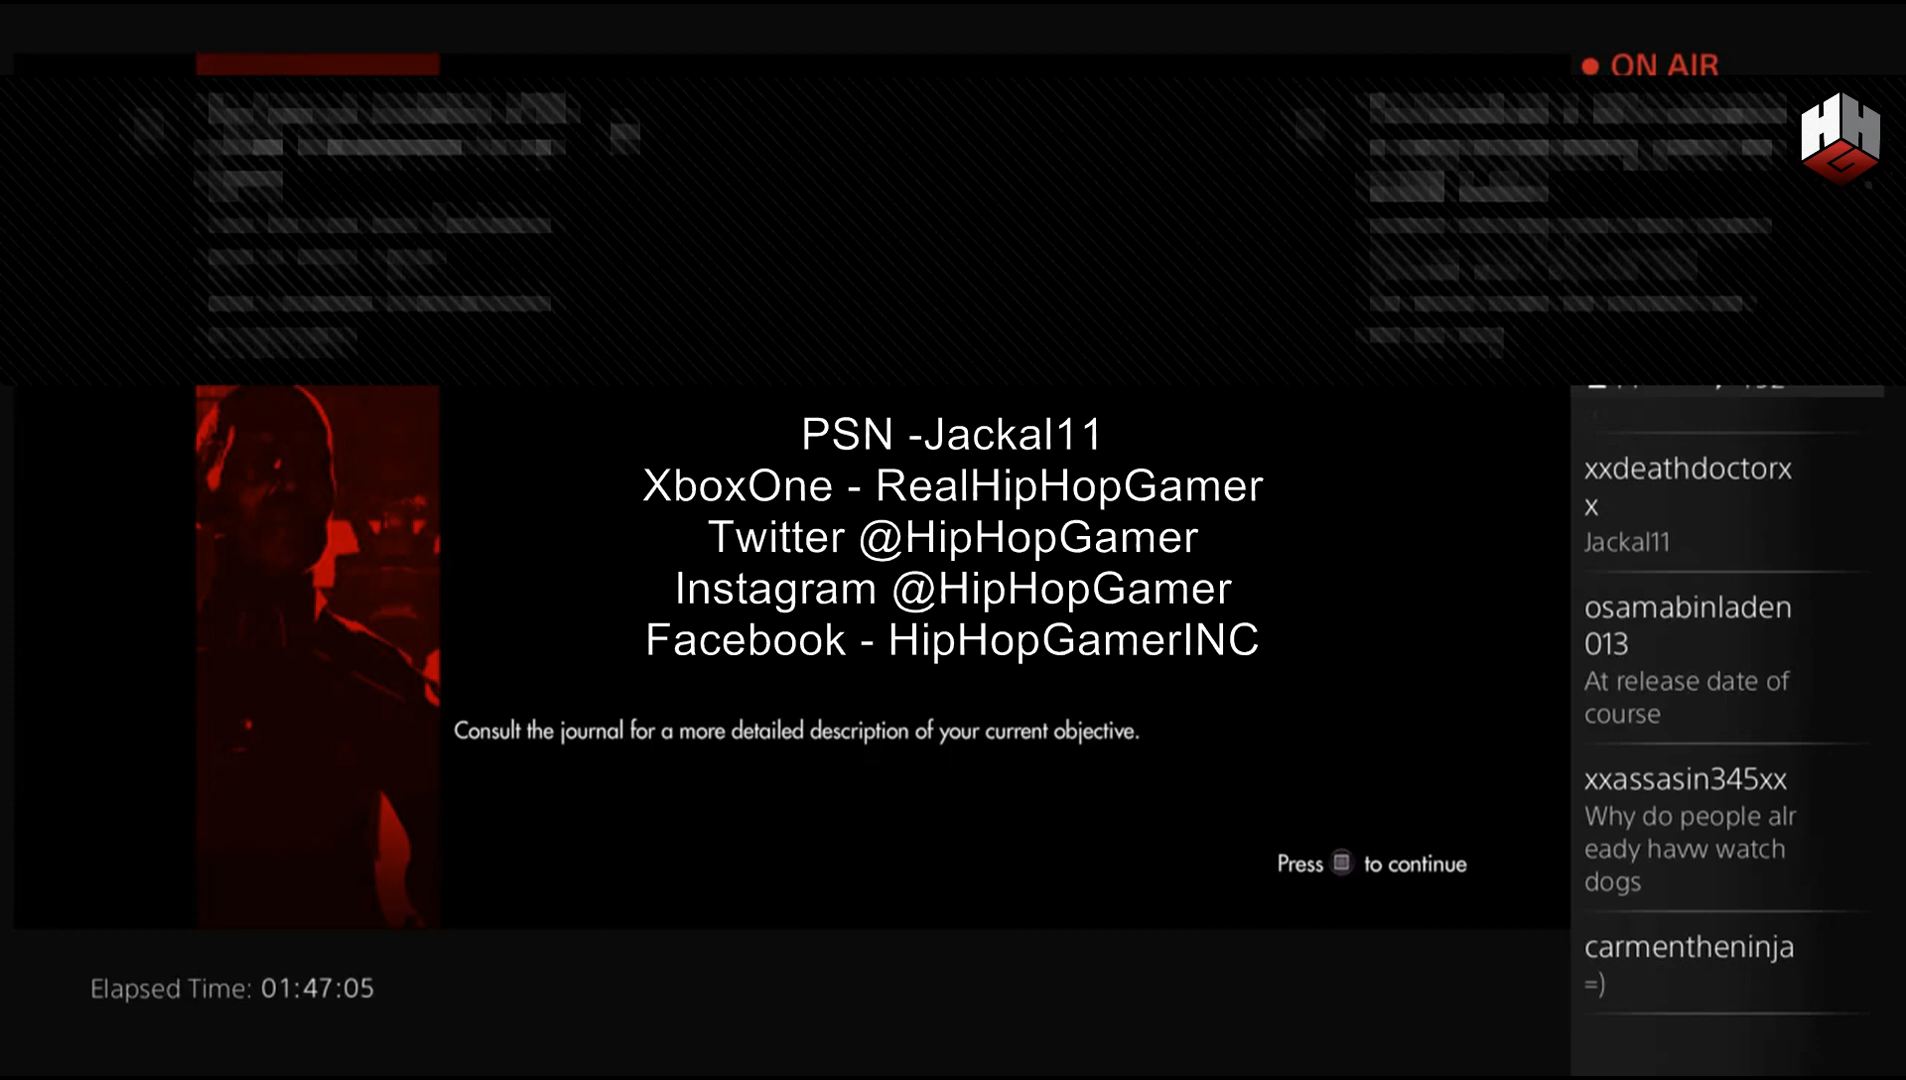 ON AIR
HHG
PSN -Jackal11
XboxOne - RealHipHopGamer
Twitter @HipHopGamer
Instagram @HipHopGamer
Facebook - HipHopGamerINC
Consult the journal for a more detailed description of your current objective.
Press to continue
Elapsed Time: 01:47:05
xxdeathdoctorx
x
Jackal11
osamabinladen
013
At release date of
course
xxassasin345xx
Why do people alr
eady havw watch
dogs
carmentheninja
=)